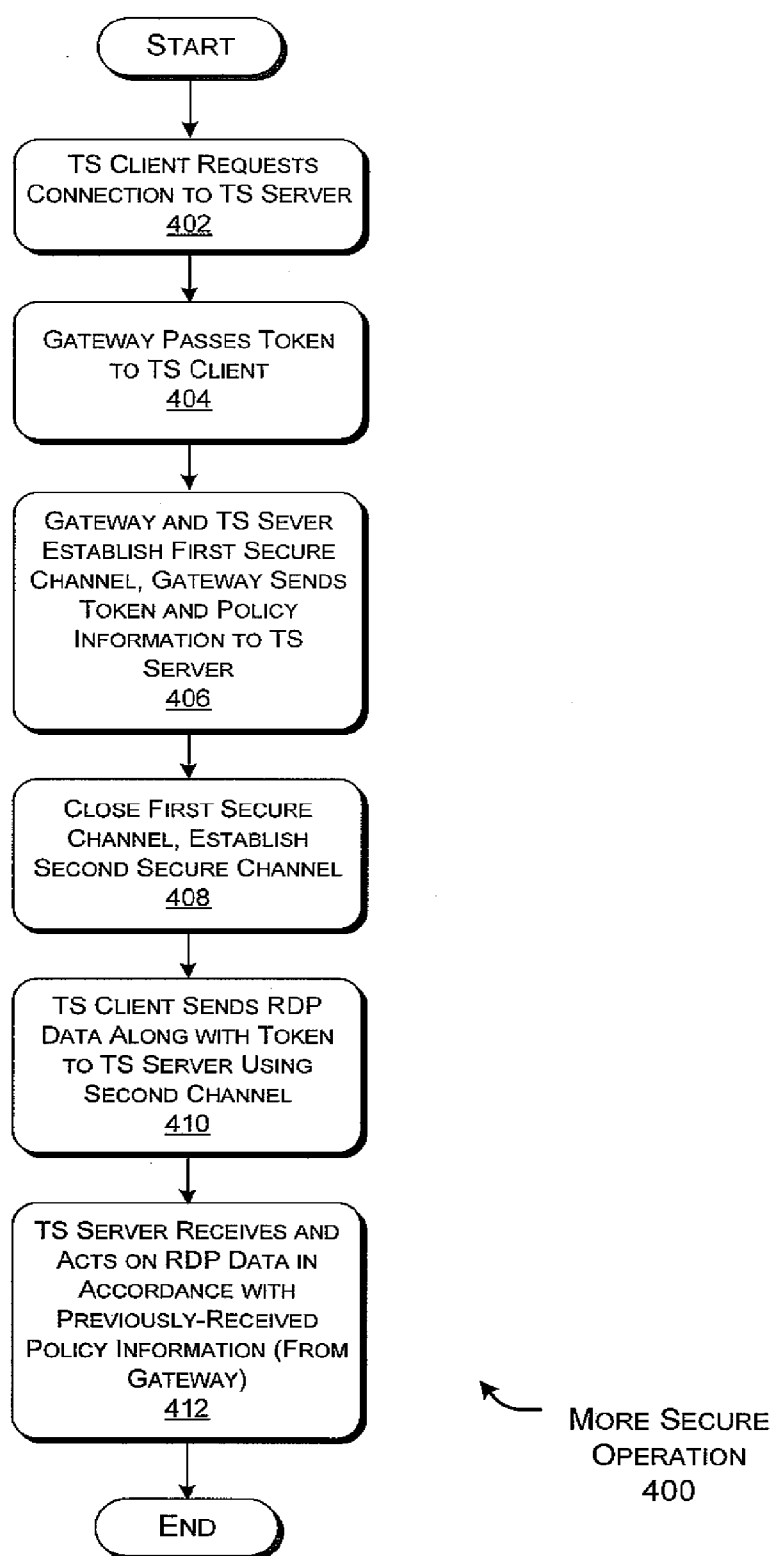 START
TS CLIENT REQUESTS
CONNECTION TO TS SERVER
402
GATEWAY PASSES TOKEN
TO TS CLIENT
404
GATEWAY AND TS SEVER
ESTABLISH FIRST SECURE
CHANNEL, GATEWAY SENDS
TOKEN AND POLICY
INFORMATION TO TS
SERVER
406
CLOSE FIRST SECURE
CHANNEL, ESTABLISH
SECOND SECURE CHANNEL
408
TS CLIENT SENDS RDP
DATA ALONG WITH TOKEN
TO TS SERVER USING
SECOND CHANNEL
410
TS SERVER RECEIVES AND
ACTS ON RDP DATA IN
ACCORDANCE WITH
PREVIOUSLY-RECEIVED
POLICY INFORMATION (FROM
GATEWAY)
412
END
MORE SECURE
OPERATION
400